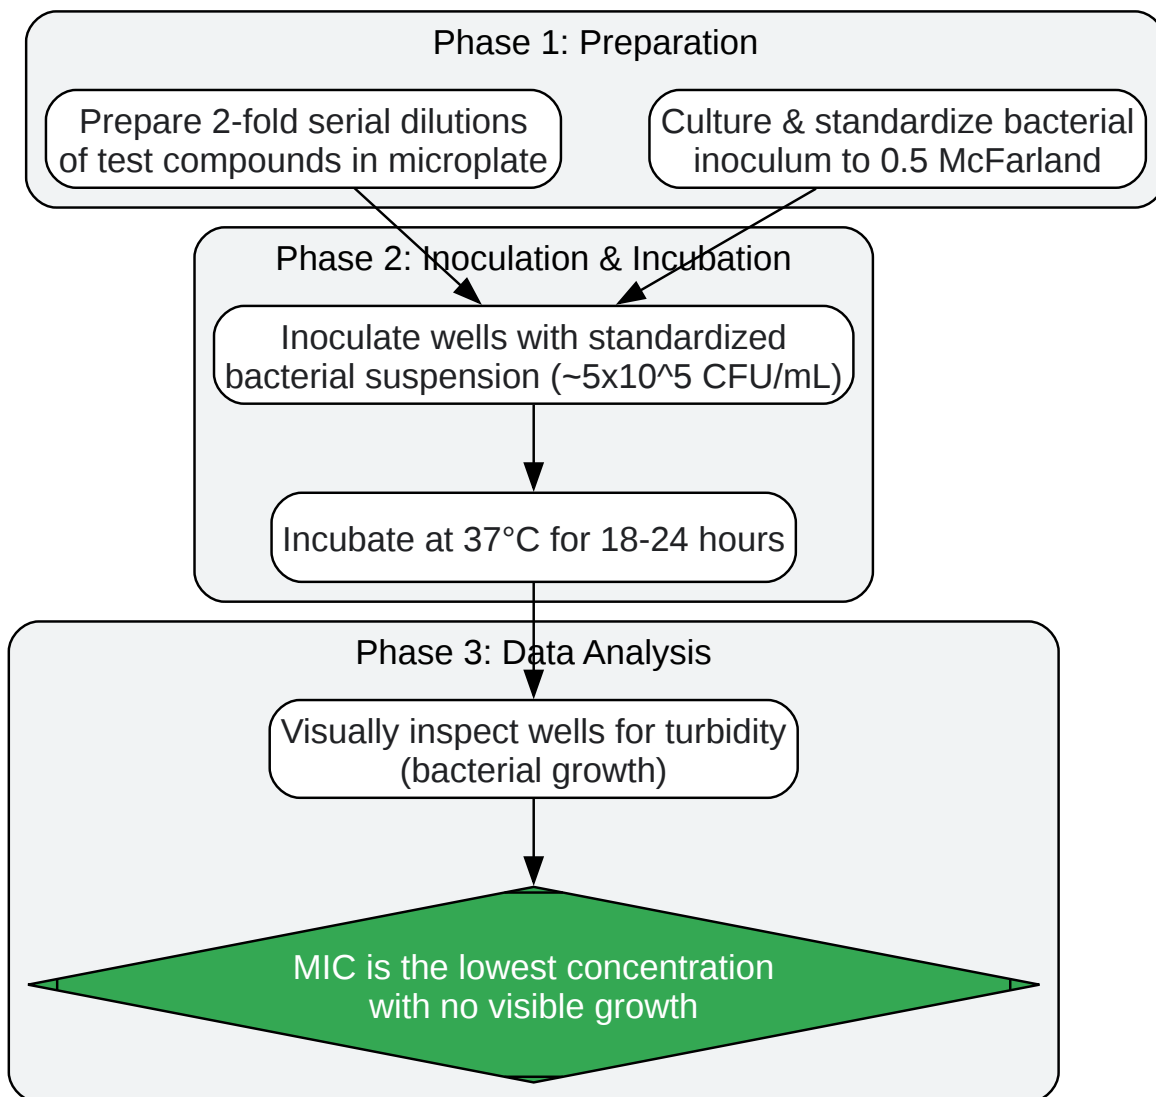 Phase 1: Preparation
Prepare 2-fold serial dilutions
of test compounds in microplate
Culture & standardize bacterial
inoculum to 0.5 McFarland
Phase 2: Inoculation & Incubation
Inoculate wells with standardized
bacterial suspension (~5x10^5 CFU/mL)
Incubate at 37°C for 18-24 hours
Phase 3: Data Analysis
Visually inspect wells for turbidity
(bacterial growth)
MIC is the lowest concentration
with no visible growth